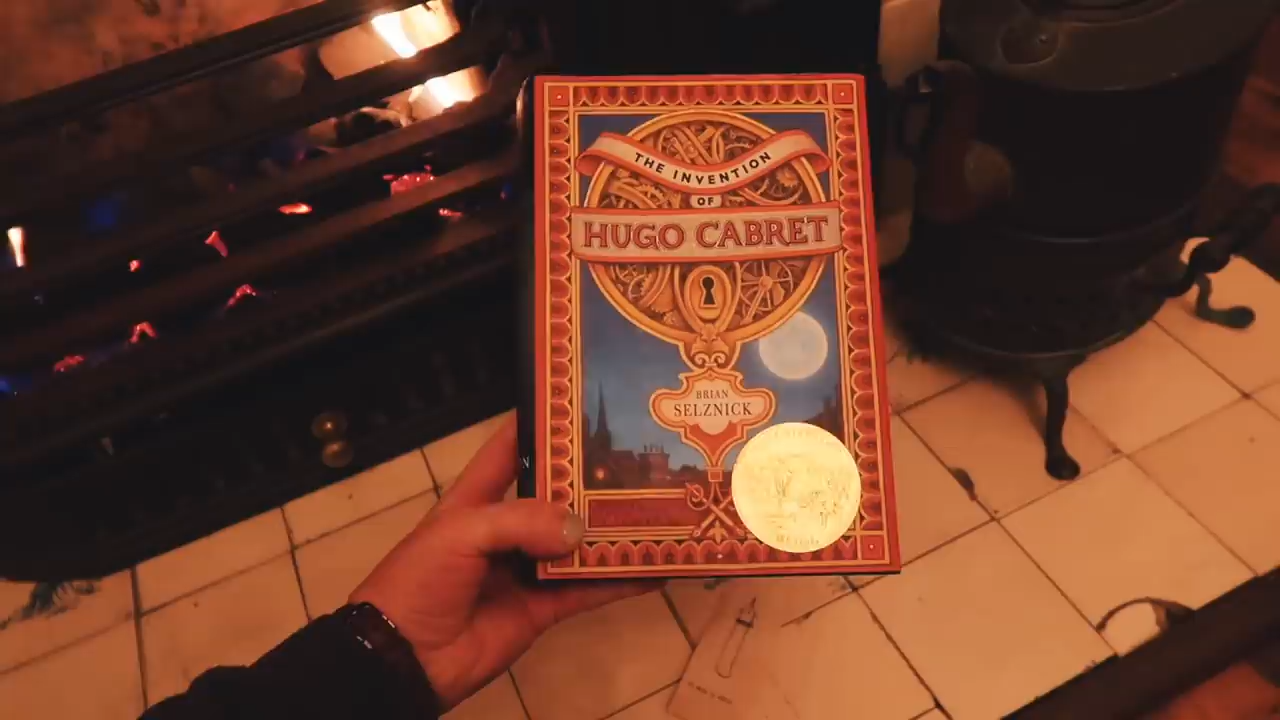 THE INVENTION
OF
HUGO CABRET
BRIAN
SELZNICK